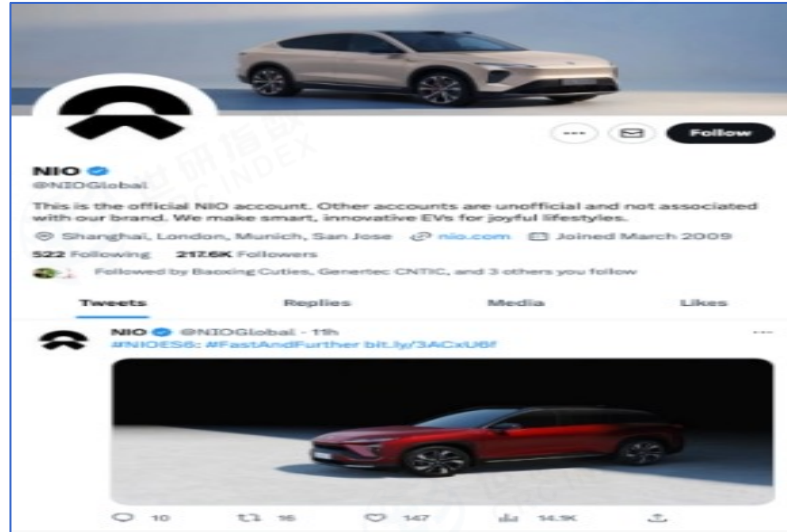 Follow
NIO
@NIOGlobal
This is the official NIO account. Other accounts are unofficial and not associated
with our brand. We make smart, innovative EVs for joyful lifestyles.
Shanghai, London, Munich, San Jose nio.com Joined March 2009
522 Following 217.6K Followers
Followed by Baoxing Cuties, Genertec CNTIC, and 3 others you follow
Tweets Replies Media Likes
NIO @NIOGlobal · 11h
#NIOES6: #FastAndFurther bit.ly/3ACxU6f
10 16 147 14.1K